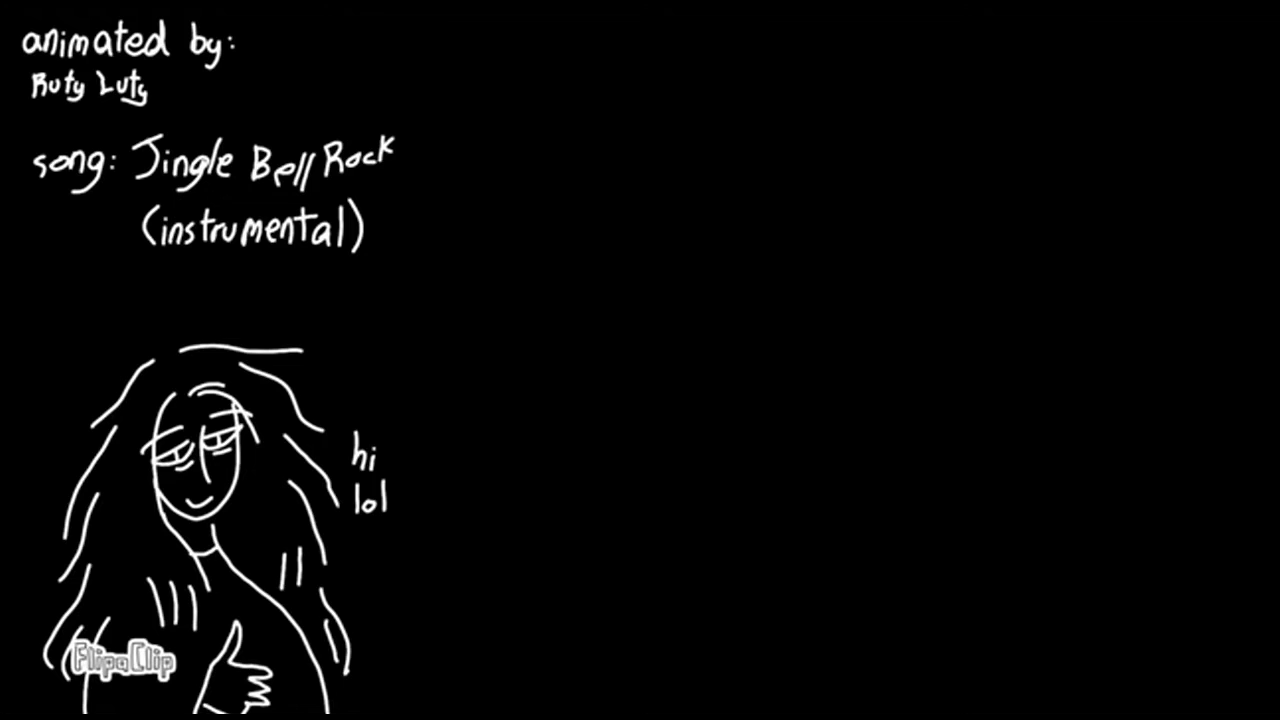 animated by:
Ruty Luty
song: Jingle Bell Rock
(instrumental)
hi
lol
FlipaClip